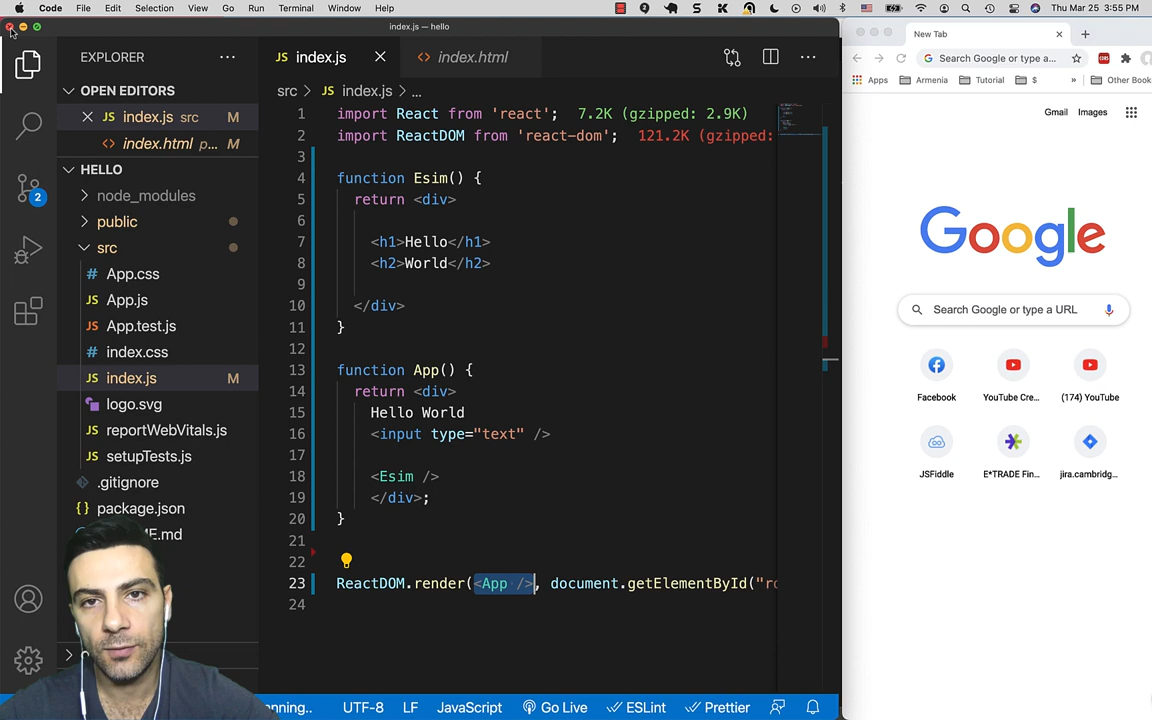 Code File Edit Selection View Go Run Terminal Window Help Thu Mar 25 3:55 PM
index.js — hello
EXPLORER
OPEN EDITORS
index.js src M
index.html p... M
HELLO
node_modules
public
src
App.css
App.js
App.test.js
index.css
index.js M
logo.svg
reportWebVitals.js
setupTests.js
.gitignore
package.json
ME.md
2
index.js
index.html
src > JS index.js > ...
1 import React from 'react'; 7.2K (gzipped: 2.9K)
2 import ReactDOM from 'react-dom'; 121.2K (gzipped:
3
4 function Esim() {
5 return <div>
6
7 <h1>Hello</h1>
8 <h2>World</h2>
9
10 </div>
11 }
12
13 function App() {
14 return <div>
15 Hello World
16 <input type="text" />
17
18 <Esim />
19 </div>;
20 }
21
22
23 ReactDOM.render(<App />, document.getElementById("ro
24
anning.. UTF-8 LF JavaScript Go Live ESLint Prettier
New Tab
Search Google or type a...
Apps Armenia Tutorial $ » Other Book
Gmail Images
Google
Search Google or type a URL
Facebook YouTube Cre... (174) YouTube
JSFiddle E*TRADE Fin... jira.cambridg...